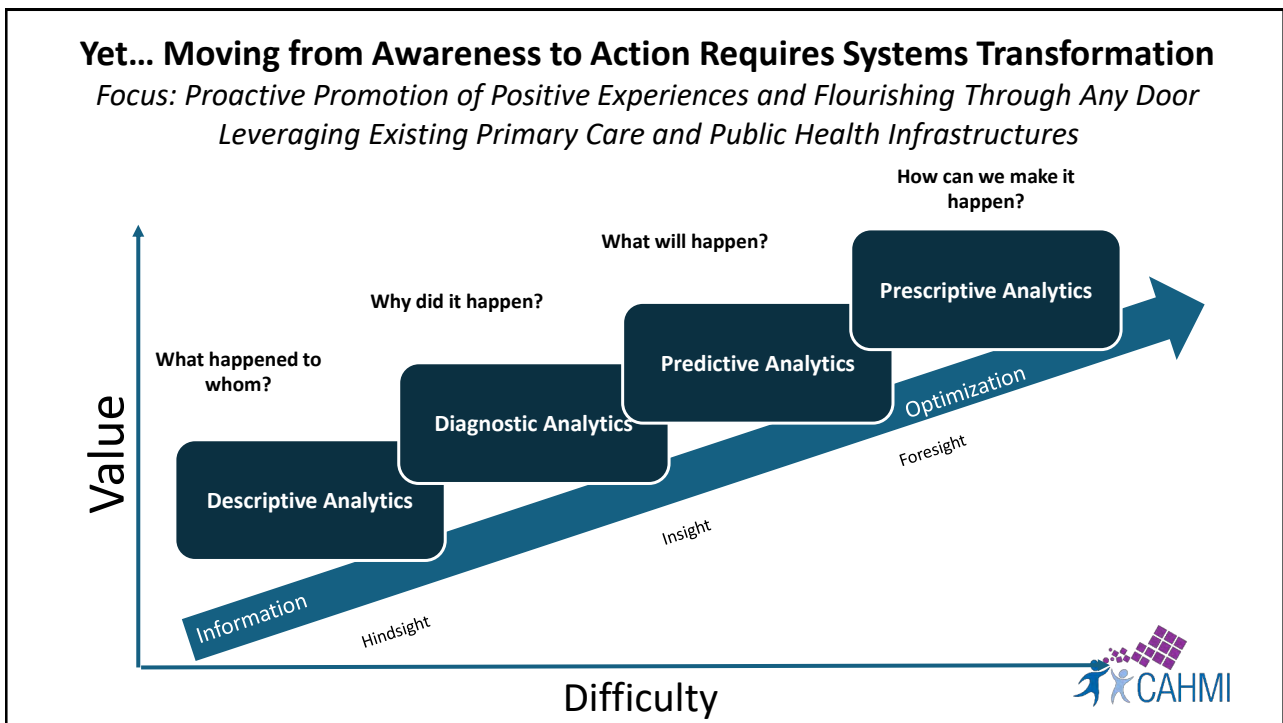 Yet... Moving from Awareness to Action Requires Systems Transformation
Focus: Proactive Promotion of Positive Experiences and Flourishing Through Any Door
Leveraging Existing Primary Care and Public Health Infrastructures
How can we make it
happen?
What will happen?
Prescriptive Analytics
Why did it happen?
Predictive Analytics
What happened to
whom?
Diagnostic Analytics
Descriptive Analytics
Value
Information
Optimization
Hindsight
Insight
Foresight
Difficulty
CAHMI